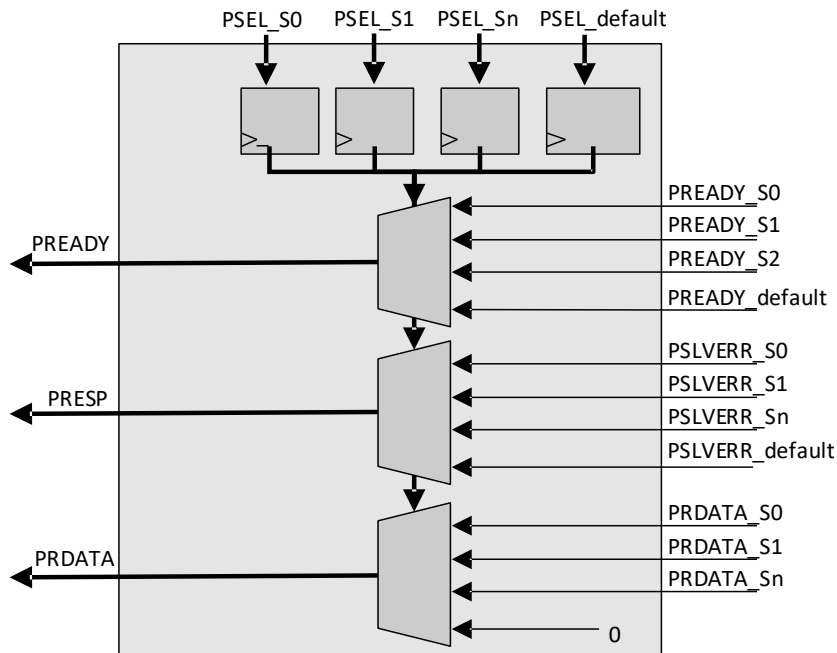 PSEL_S0 PSEL_S1 PSEL_Sn PSEL_default
PREADY_S0
PREADY_S1
PREADY
PREADY_S2
PREADY_default
PSLVERR_S0
PSLVERR_S1
PRESP
PSLVERR_Sn
PSLVERR_default
PRDATA_S0
PRDATA_S1
PRDATA
PRDATA_Sn
0